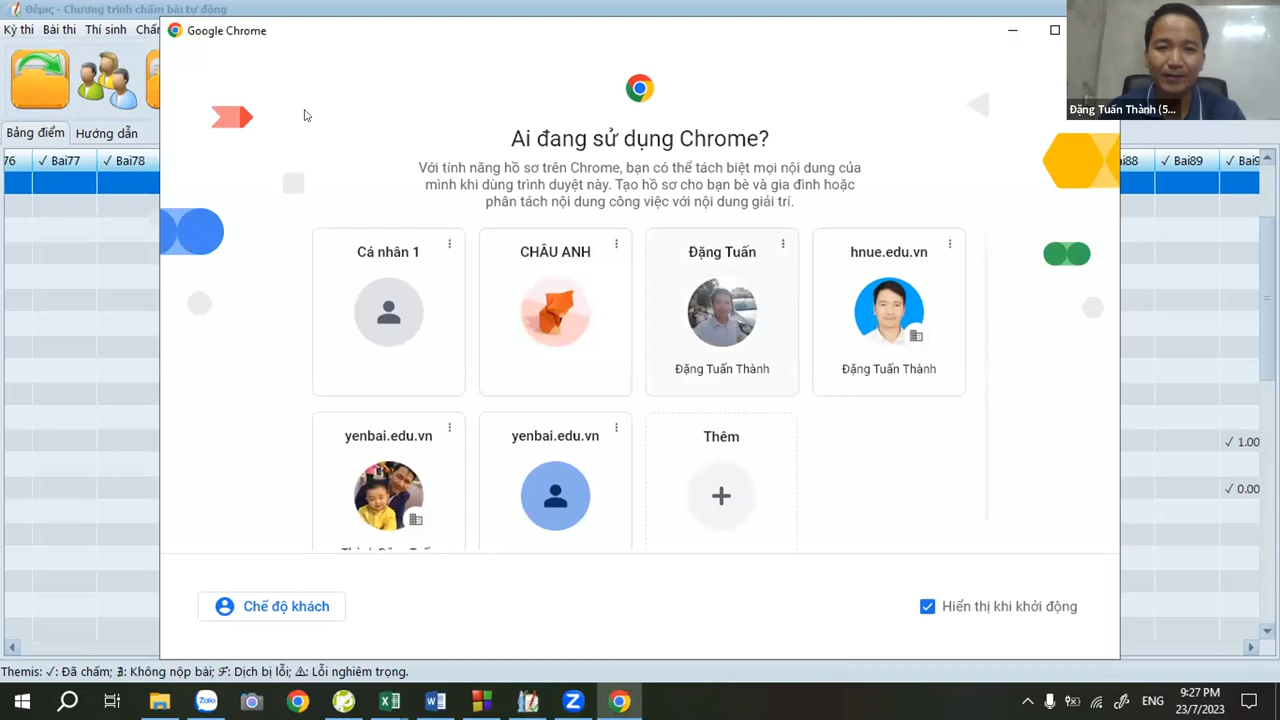 Θέμις - Chương trình chấm bài tự động
Kỳ thi Bài thi Thí sinh
Google Chrome
Đặng Tuấn Thành (5...
Bảng điểm Hướng dẫn
76 ✓ Bai77 ✓ Bai78
Bai88 ✓ Bai89
Ai đang sử dụng Chrome?
Với tính năng hồ sơ trên Chrome, bạn có thể tách biệt mọi nội dung của
mình khi dùng trình duyệt này. Tạo hồ sơ cho bạn bè và gia đình hoặc
phân tách nội dung công việc với nội dung giải trí.
Cá nhân 1 CHÂU ANH Đặng Tuấn hnue.edu.vn
Đặng Tuấn Thành Đặng Tuấn Thành
yenbai.edu.vn yenbai.edu.vn Thêm
✓ 1.00
✓ 0.00
Chế độ khách
Hiển thị khi khởi động
Themis: ✓: Đã chấm; ∃: Không nộp bài; Ƒ: Dịch bị lỗi; ⚠: Lỗi nghiêm trọng.
Zalo
ENG
9:27 PM
23/7/2023